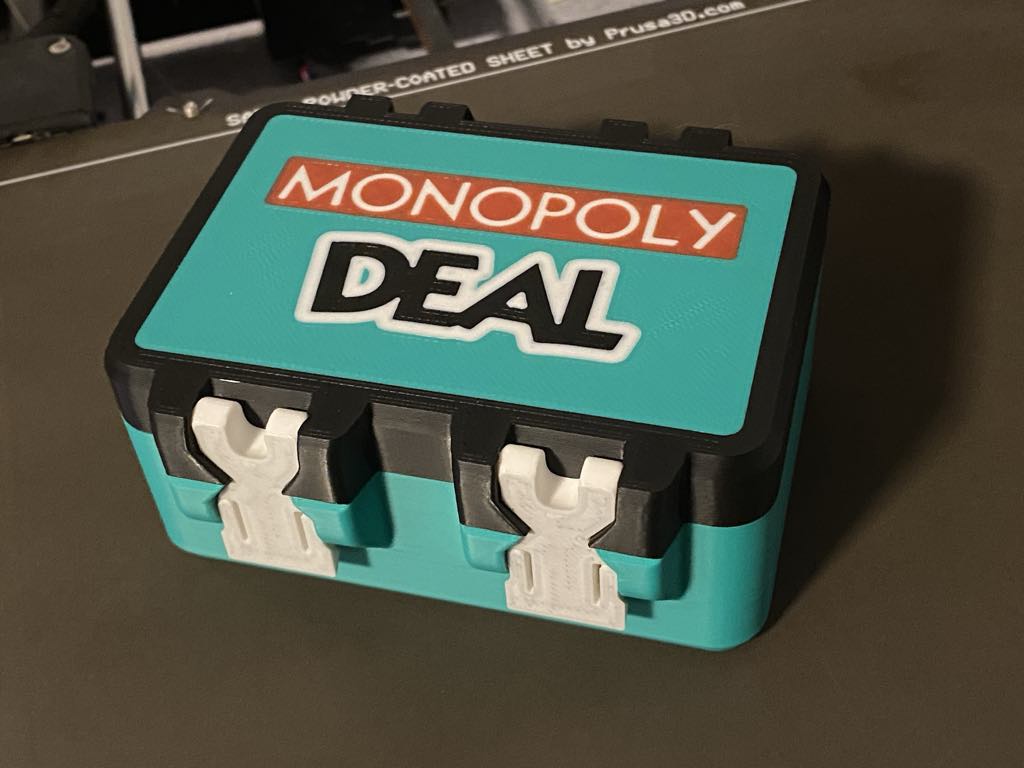 POWDER-COATED SHEET by Prusa3D.com
MONOPOLY
DEAL